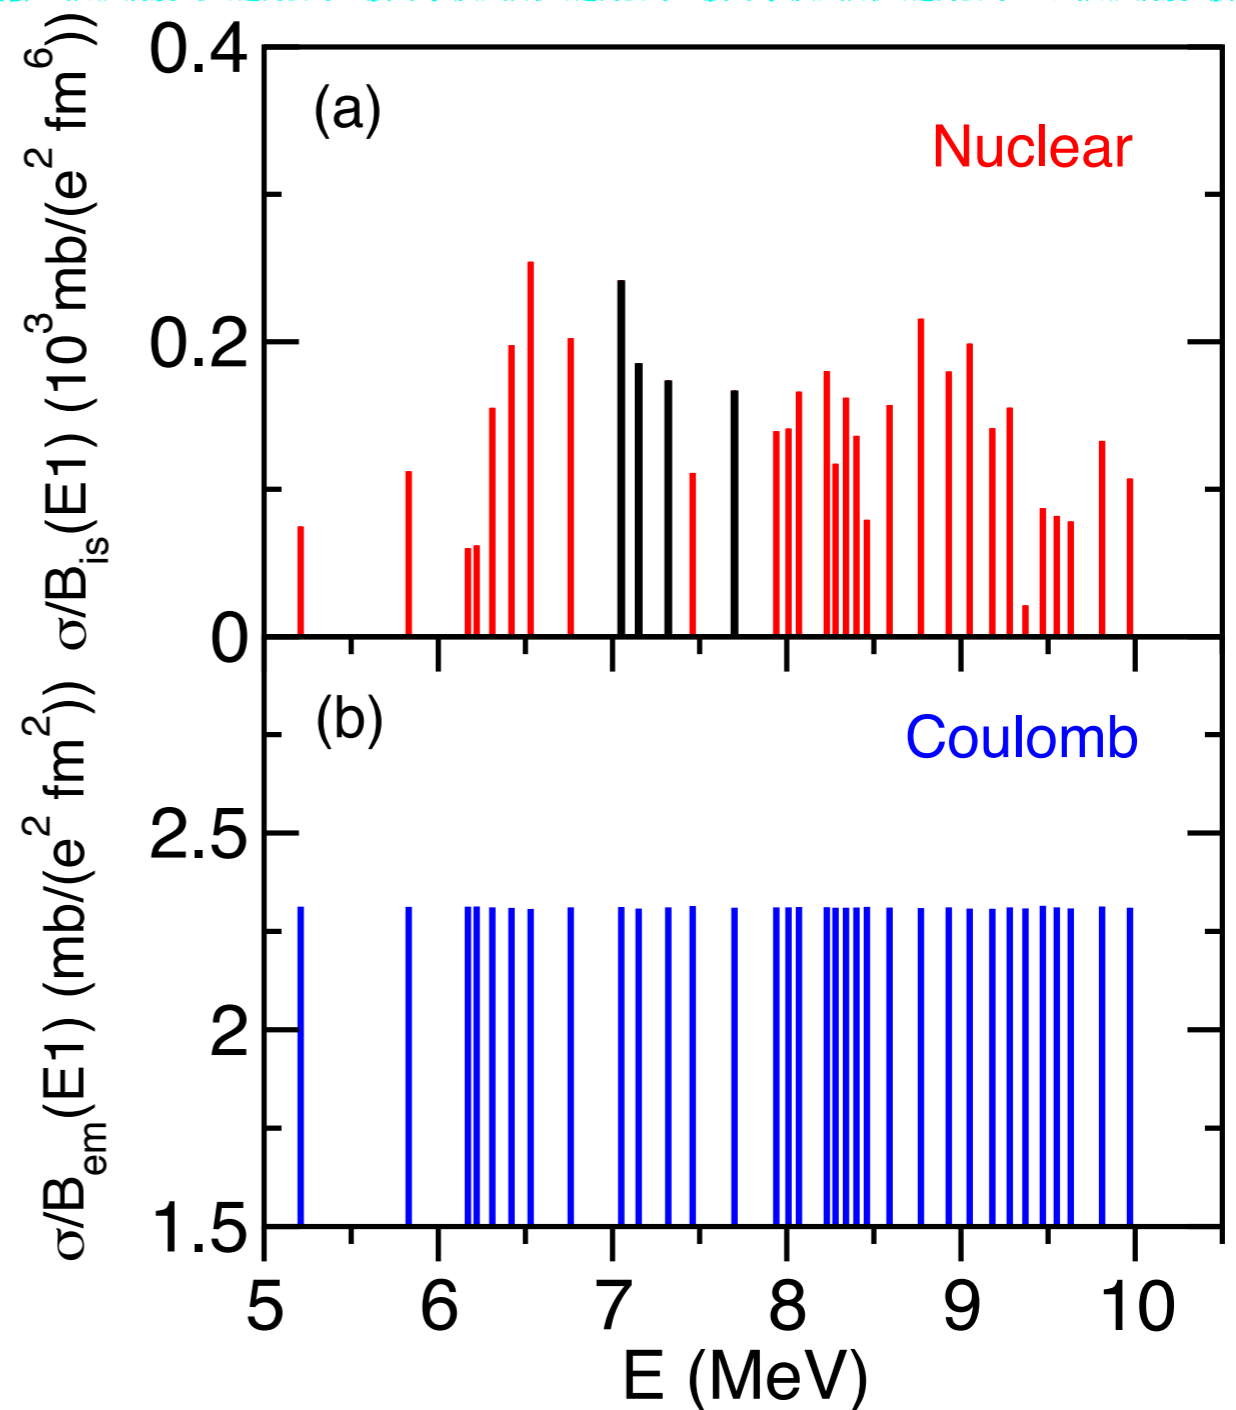 0.4
(a)
Nuclear
σ/B_is(E1) (10^3 mb/(e^2 fm^6))
0.2
0
(b)
Coulomb
σ/B_em(E1) (mb/(e^2 fm^2))
2.5
2
1.5
5 6 7 8 9 10
E (MeV)